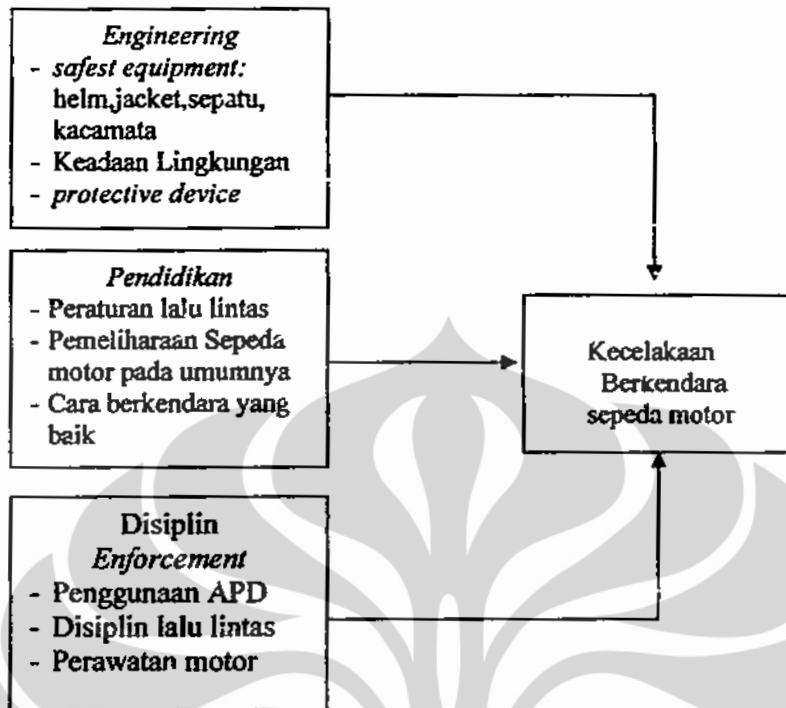 Engineering
- safest equipment:
helm,jacket,sepatu,
kacamata
- Keadaan Lingkungan
- protective device
Pendidikan
- Peraturan lalu lintas
- Pemeliharaan Sepeda
motor pada umumnya
- Cara berkendara yang
baik
Kecelakaan
Berkendara
sepeda motor
Disiplin
Enforcement
- Penggunaan APD
- Disiplin lalu lintas
- Perawatan motor